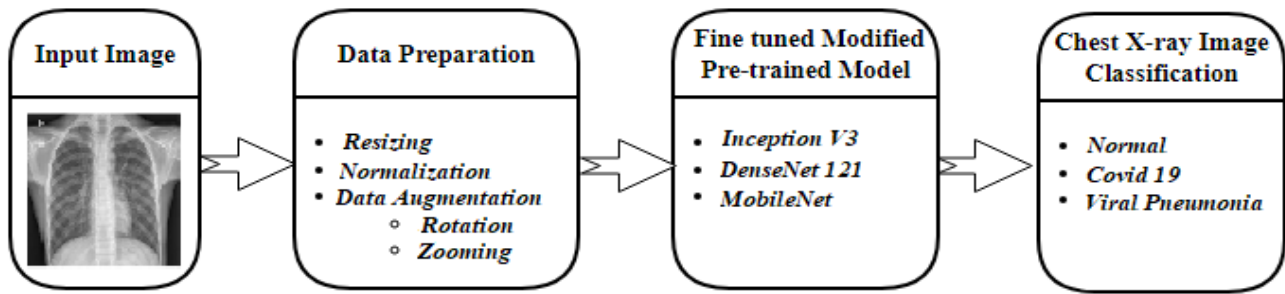 Input Image
Data Preparation
• Resizing
• Normalization
• Data Augmentation
○ Rotation
○ Zooming
Fine tuned Modified
Pre-trained Model
• Inception V3
• DenseNet 121
• MobileNet
Chest X-ray Image
Classification
• Normal
• Covid 19
• Viral Pneumonia